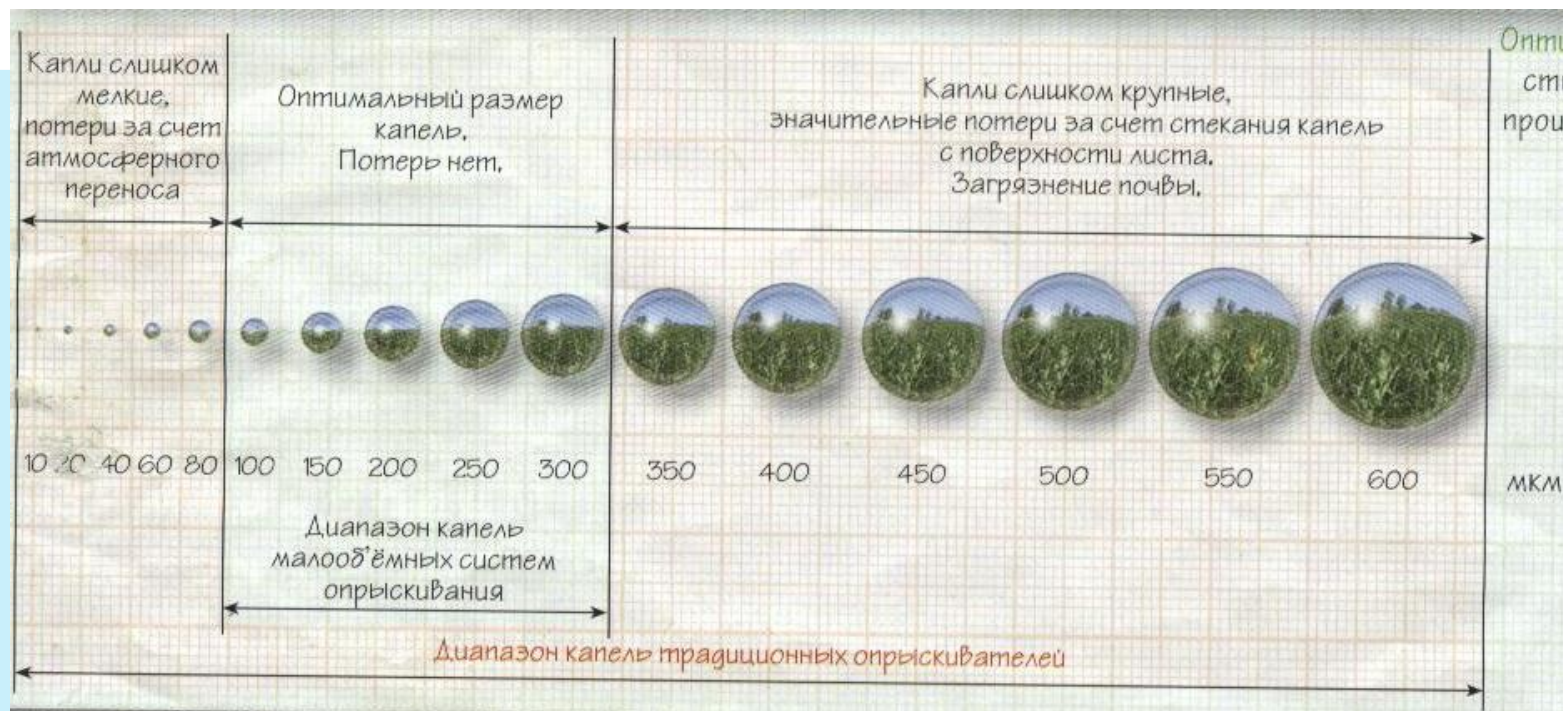 Капли слишком
мелкие,
потери за счет
атмосферного
переноса
Оптимальный размер
капель.
Потерь нет.
Капли слишком крупные,
значительные потери за счет стекания капель
с поверхности листа.
Загрязнение почвы.
10 20 40 60 80 100 150 200 250 300 350 400 450 500 550 600 мкм
Диапазон капель
малооб'ёмных систем
опрыскивания
Диапазон капель традиционных опрыскивателей